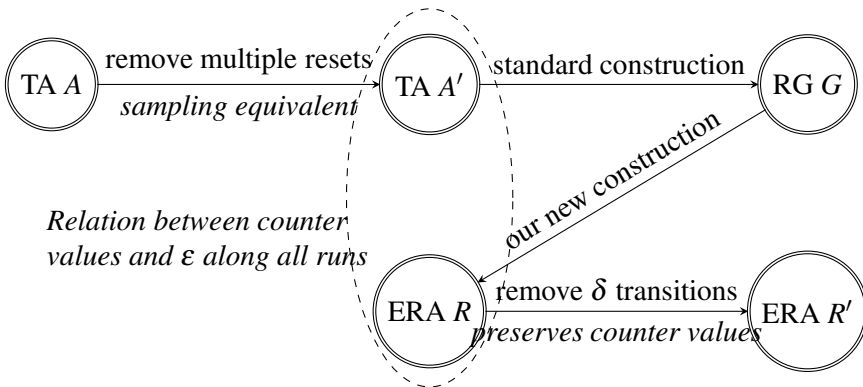 TA A
remove multiple resets
sampling equivalent
TA A′
standard construction
RG G
our new construction
Relation between counter
values and ε along all runs
ERA R
remove δ transitions
preserves counter values
ERA R′